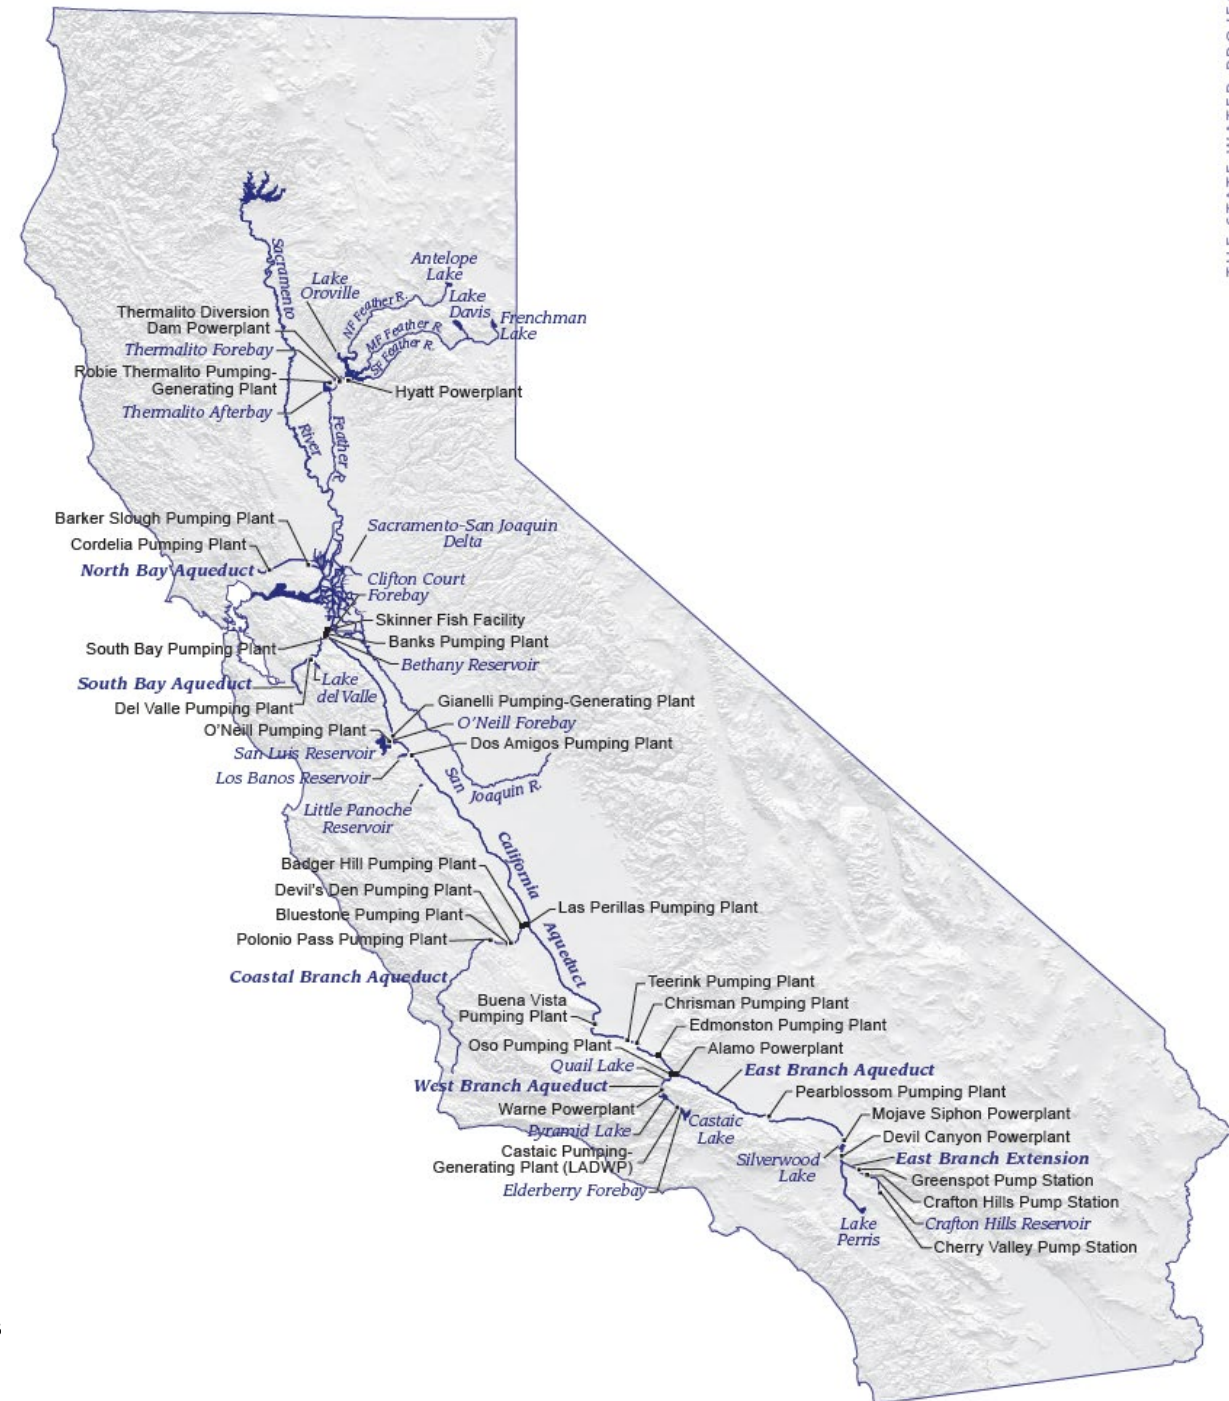 THE STATE WATER PROJE
Sacramento
River
Lake
Oroville
Antelope
Lake
Lake
Davis
Frenchman
Lake
NF Feather R.
MF Feather R.
SF Feather R.
Thermalito Diversion
Dam Powerplant
Thermalito Forebay
Robie Thermalito Pumping-
Generating Plant
Thermalito Afterbay
Hyatt Powerplant
Feather R.
Barker Slough Pumping Plant
Cordelia Pumping Plant
North Bay Aqueduct
Sacramento-San Joaquin
Delta
Clifton Court
Forebay
Skinner Fish Facility
Banks Pumping Plant
South Bay Pumping Plant
Bethany Reservoir
South Bay Aqueduct
Lake
del Valle
Del Valle Pumping Plant
Gianelli Pumping-Generating Plant
O'Neill Pumping Plant
O'Neill Forebay
San Luis Reservoir
Dos Amigos Pumping Plant
Los Banos Reservoir
San
Joaquin R.
Little Panoche
Reservoir
California
Aqueduct
Badger Hill Pumping Plant
Devil's Den Pumping Plant
Bluestone Pumping Plant
Las Perillas Pumping Plant
Polonio Pass Pumping Plant
Coastal Branch Aqueduct
Teerink Pumping Plant
Buena Vista
Pumping Plant
Chrisman Pumping Plant
Edmonston Pumping Plant
Oso Pumping Plant
Alamo Powerplant
Quail Lake
East Branch Aqueduct
West Branch Aqueduct
Pearblossom Pumping Plant
Warne Powerplant
Mojave Siphon Powerplant
Pyramid Lake
Castaic
Lake
Devil Canyon Powerplant
Castaic Pumping-
Generating Plant (LADWP)
Silverwood
Lake
East Branch Extension
Elderberry Forebay
Greenspot Pump Station
Crafton Hills Pump Station
Lake
Perris
Crafton Hills Reservoir
Cherry Valley Pump Station